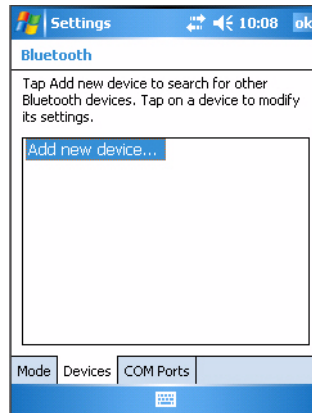 Settings 10:08 ok
Bluetooth
Tap Add new device to search for other
Bluetooth devices. Tap on a device to modify
its settings.
Add new device...
Mode Devices COM Ports